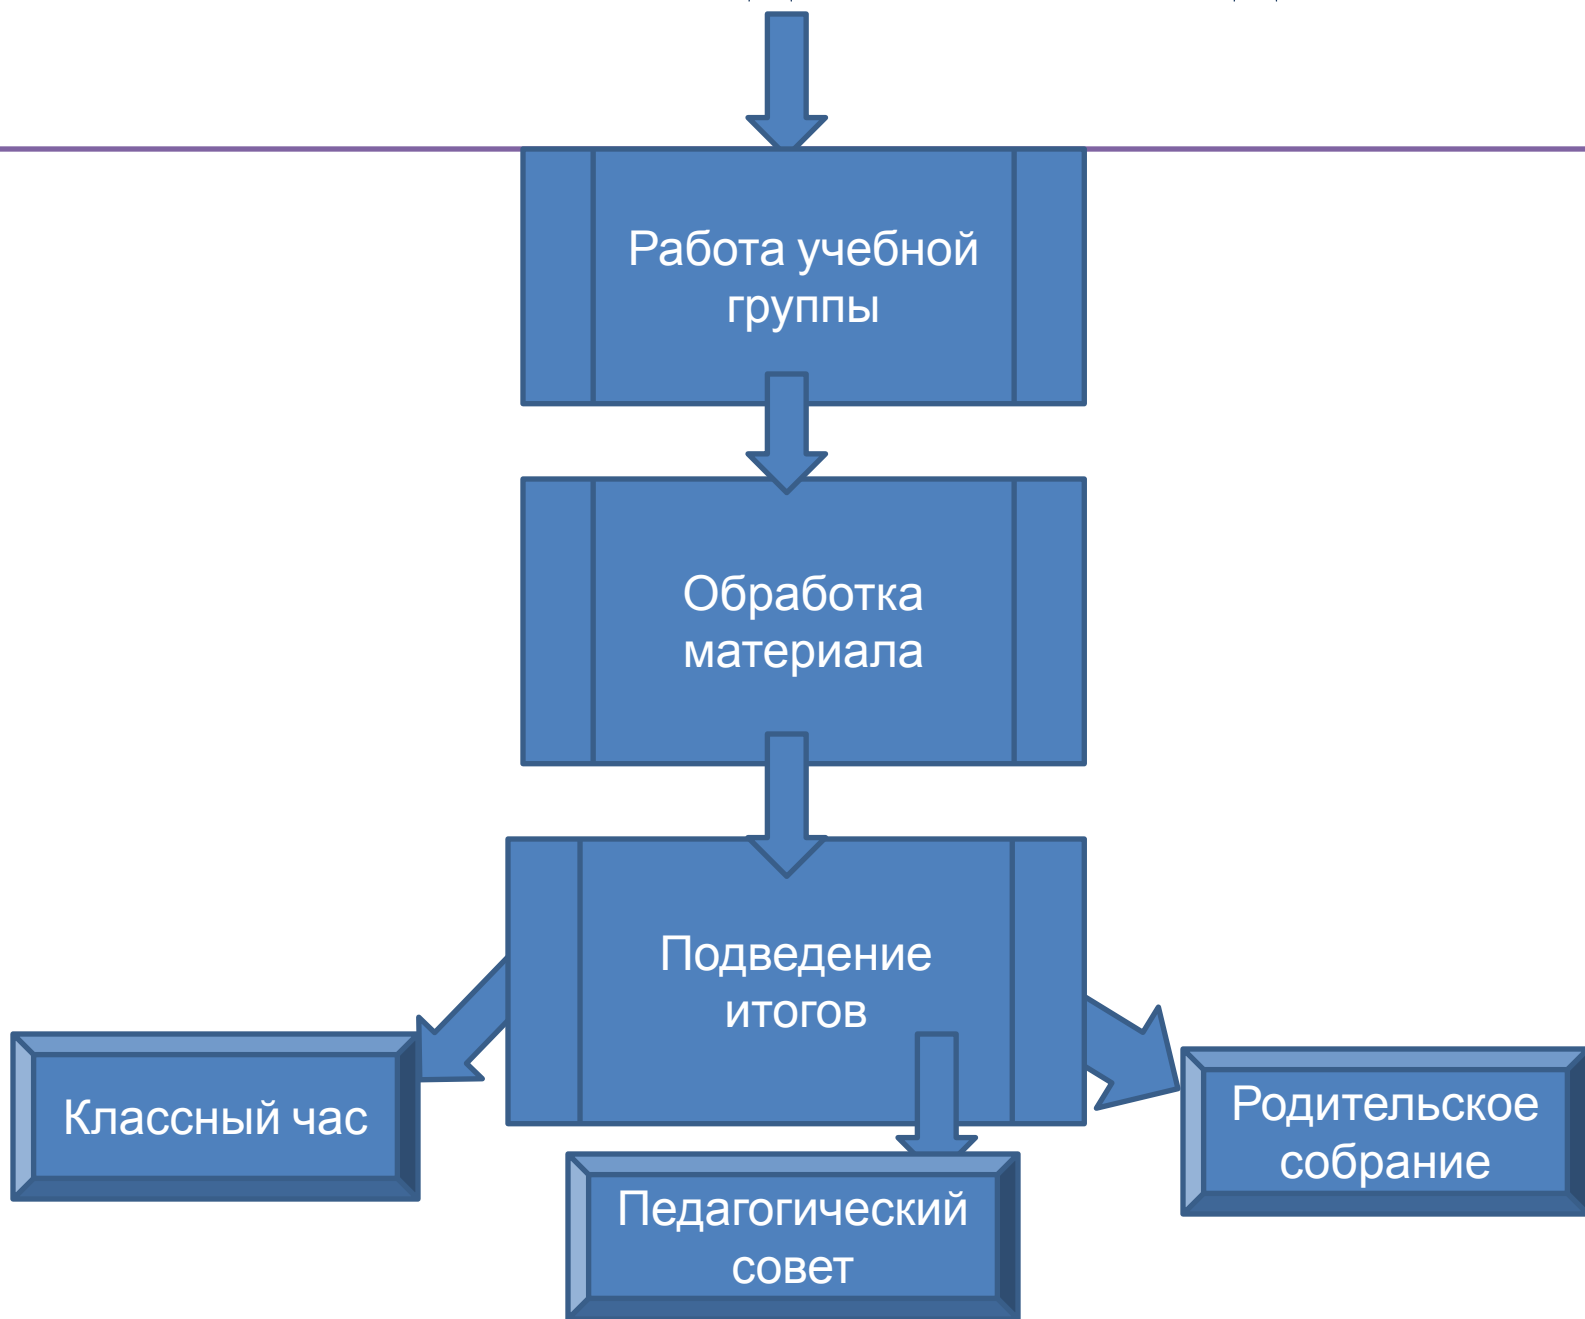 Работа учебной
группы
Обработка
материала
Подведение
итогов
Классный час
Родительское
собрание
Педагогический
совет